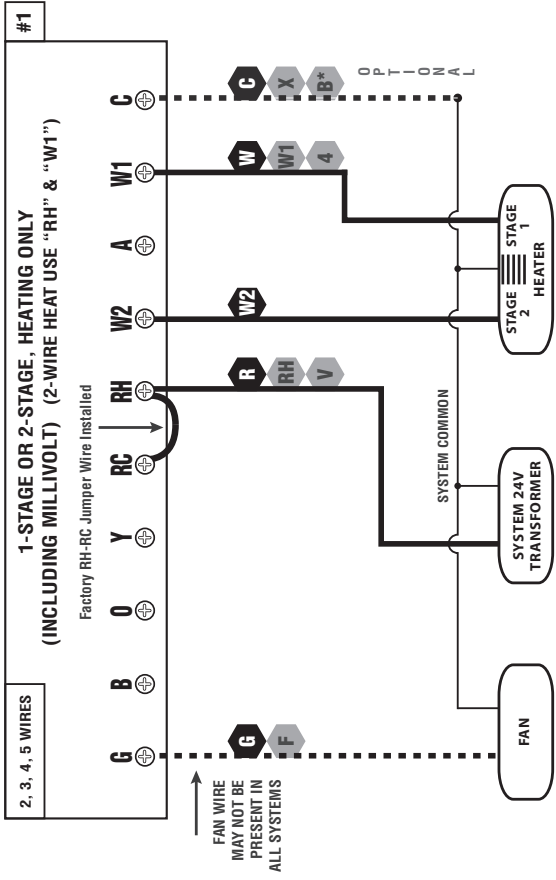 2, 3, 4, 5 WIRES
#1
1-STAGE OR 2-STAGE, HEATING ONLY
(INCLUDING MILLIVOLT) (2-WIRE HEAT USE "RH" & "W1")
Factory RH-RC Jumper Wire Installed
G B O Y RC RH W2 A W1 C
FAN WIRE
MAY NOT BE
PRESENT IN
ALL SYSTEMS
G
F
R
RH
V
W2
W
W1
4
C
X
B*
OPTIONAL
SYSTEM COMMON
FAN
SYSTEM 24V
TRANSFORMER
STAGE
2
STAGE
1
HEATER